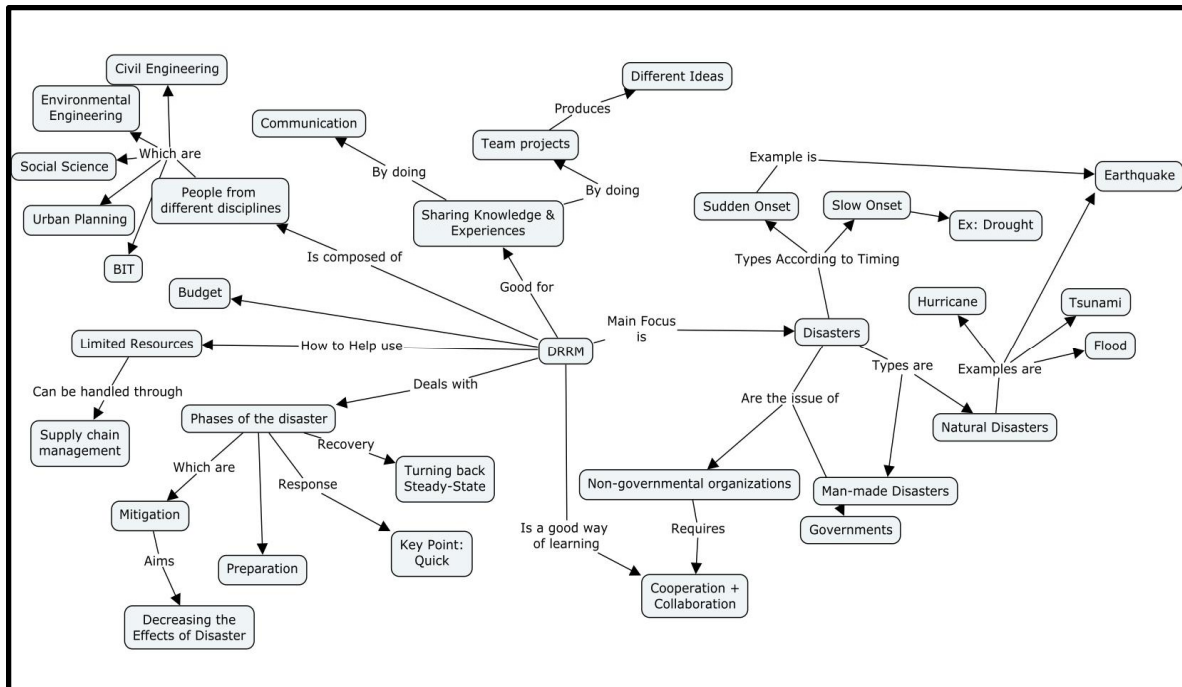 Civil Engineering
Environmental
Engineering
Social Science
Which are
Urban Planning
People from
different disciplines
BIT
Communication
By doing
Team projects
Produces
Different Ideas
By doing
Sharing Knowledge &
Experiences
Is composed of
Good for
Budget
Limited Resources
How to Help use
DRRM
Can be handled through
Supply chain
management
Deals with
Phases of the disaster
Which are
Recovery
Turning back
Steady-State
Response
Mitigation
Key Point:
Quick
Aims
Preparation
Decreasing the
Effects of Disaster
Is a good way
of learning
Main Focus
is
Disasters
Example is
Earthquake
Sudden Onset
Slow Onset
Ex: Drought
Types According to Timing
Hurricane
Tsunami
Flood
Types are
Examples are
Are the issue of
Natural Disasters
Non-governmental organizations
Man-made Disasters
Governments
Requires
Cooperation +
Collaboration